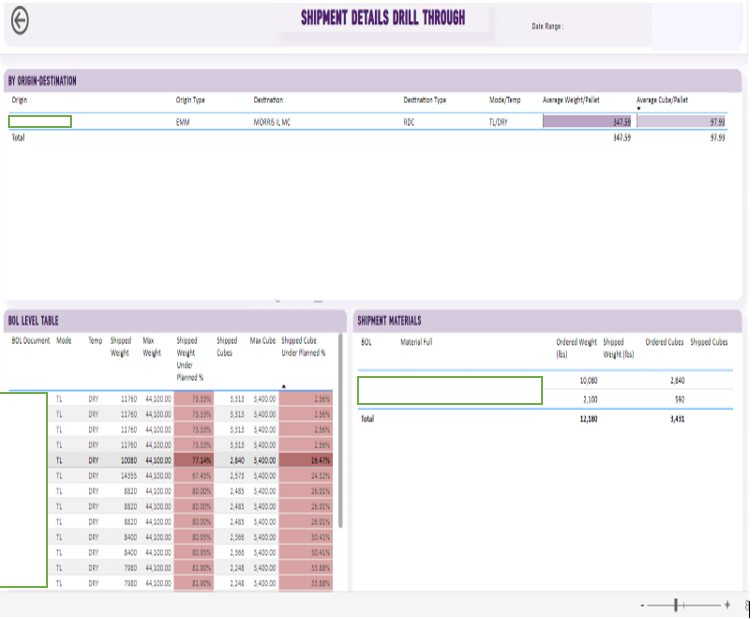 SHIPMENT DETAILS DRILL THROUGH
Date Range :
BY ORIGIN-DESTINATION
Origin Origin Type Destination Destination Type Mode/Temp Average Weight/Pallet Average Cube/Pallet
EMM MORRIS IL MC RDC TL/DRY 347.59 97.93
Total 347.59 97.93
BOL LEVEL TABLE
BOL Document Mode Temp Shipped Weight Max Weight Shipped Weight Under Planned % Shipped Cubes Max Cube Shipped Cube Under Planned %
TL DRY 11760 44,100.00 73.33% 3,313 3,400.00 2.56%
TL DRY 11760 44,100.00 73.33% 3,313 3,400.00 2.56%
TL DRY 11760 44,100.00 73.33% 3,313 3,400.00 2.56%
TL DRY 11760 44,100.00 73.33% 3,313 3,400.00 2.56%
TL DRY 10080 44,100.00 77.14% 2,840 3,400.00 16.47%
TL DRY 14355 44,100.00 67.45% 2,573 3,400.00 24.32%
TL DRY 8820 44,100.00 80.00% 2,485 3,400.00 26.91%
TL DRY 8820 44,100.00 80.00% 2,485 3,400.00 26.91%
TL DRY 8820 44,100.00 80.00% 2,485 3,400.00 26.91%
TL DRY 8400 44,100.00 80.95% 2,366 3,400.00 30.41%
TL DRY 8400 44,100.00 80.95% 2,366 3,400.00 30.41%
TL DRY 7980 44,100.00 81.90% 2,248 3,400.00 33.88%
TL DRY 7980 44,100.00 81.90% 2,248 3,400.00 33.88%
SHIPMENT MATERIALS
BOL Material Full Ordered Weight (lbs) Shipped Weight (lbs) Ordered Cubes Shipped Cubes
10,080 2,840
2,100 592
Total 12,180 3,431
- +